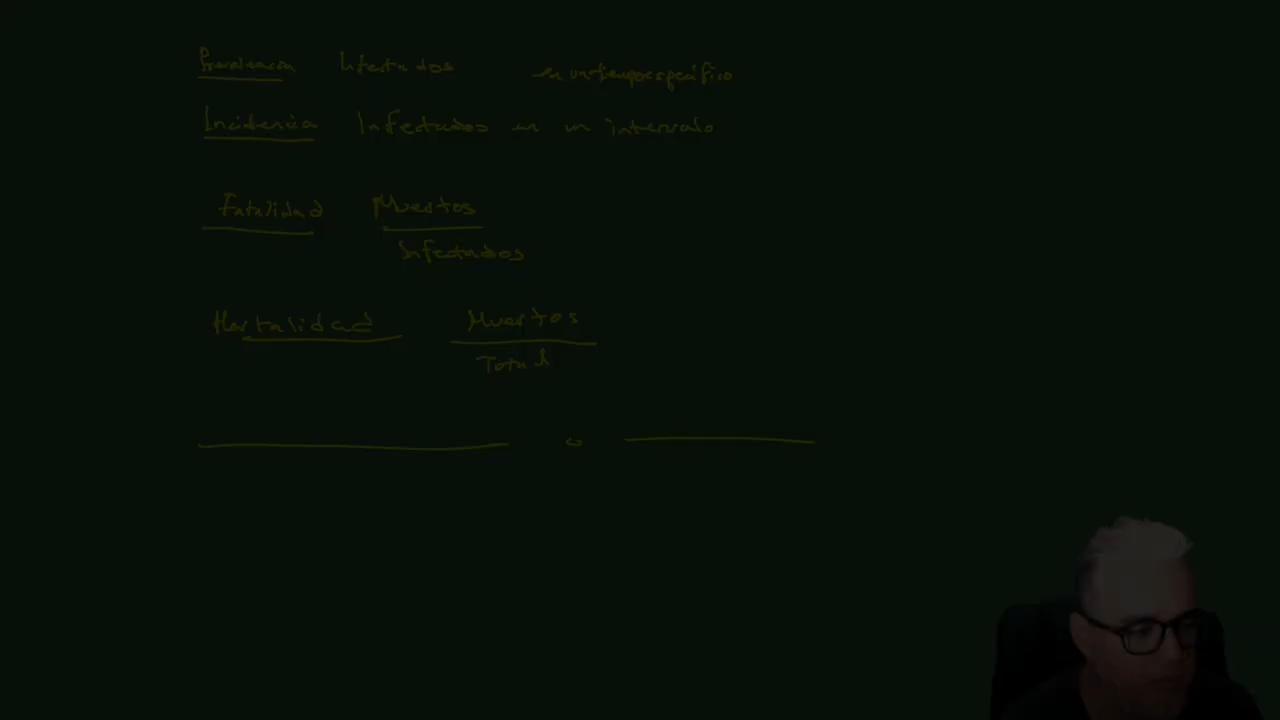 Prevalencia Infectados en un tiempo específico
Incidencia Infectados en un intervalo
Fatalidad Muertos
Infectados
Mortalidad Muertos
Total